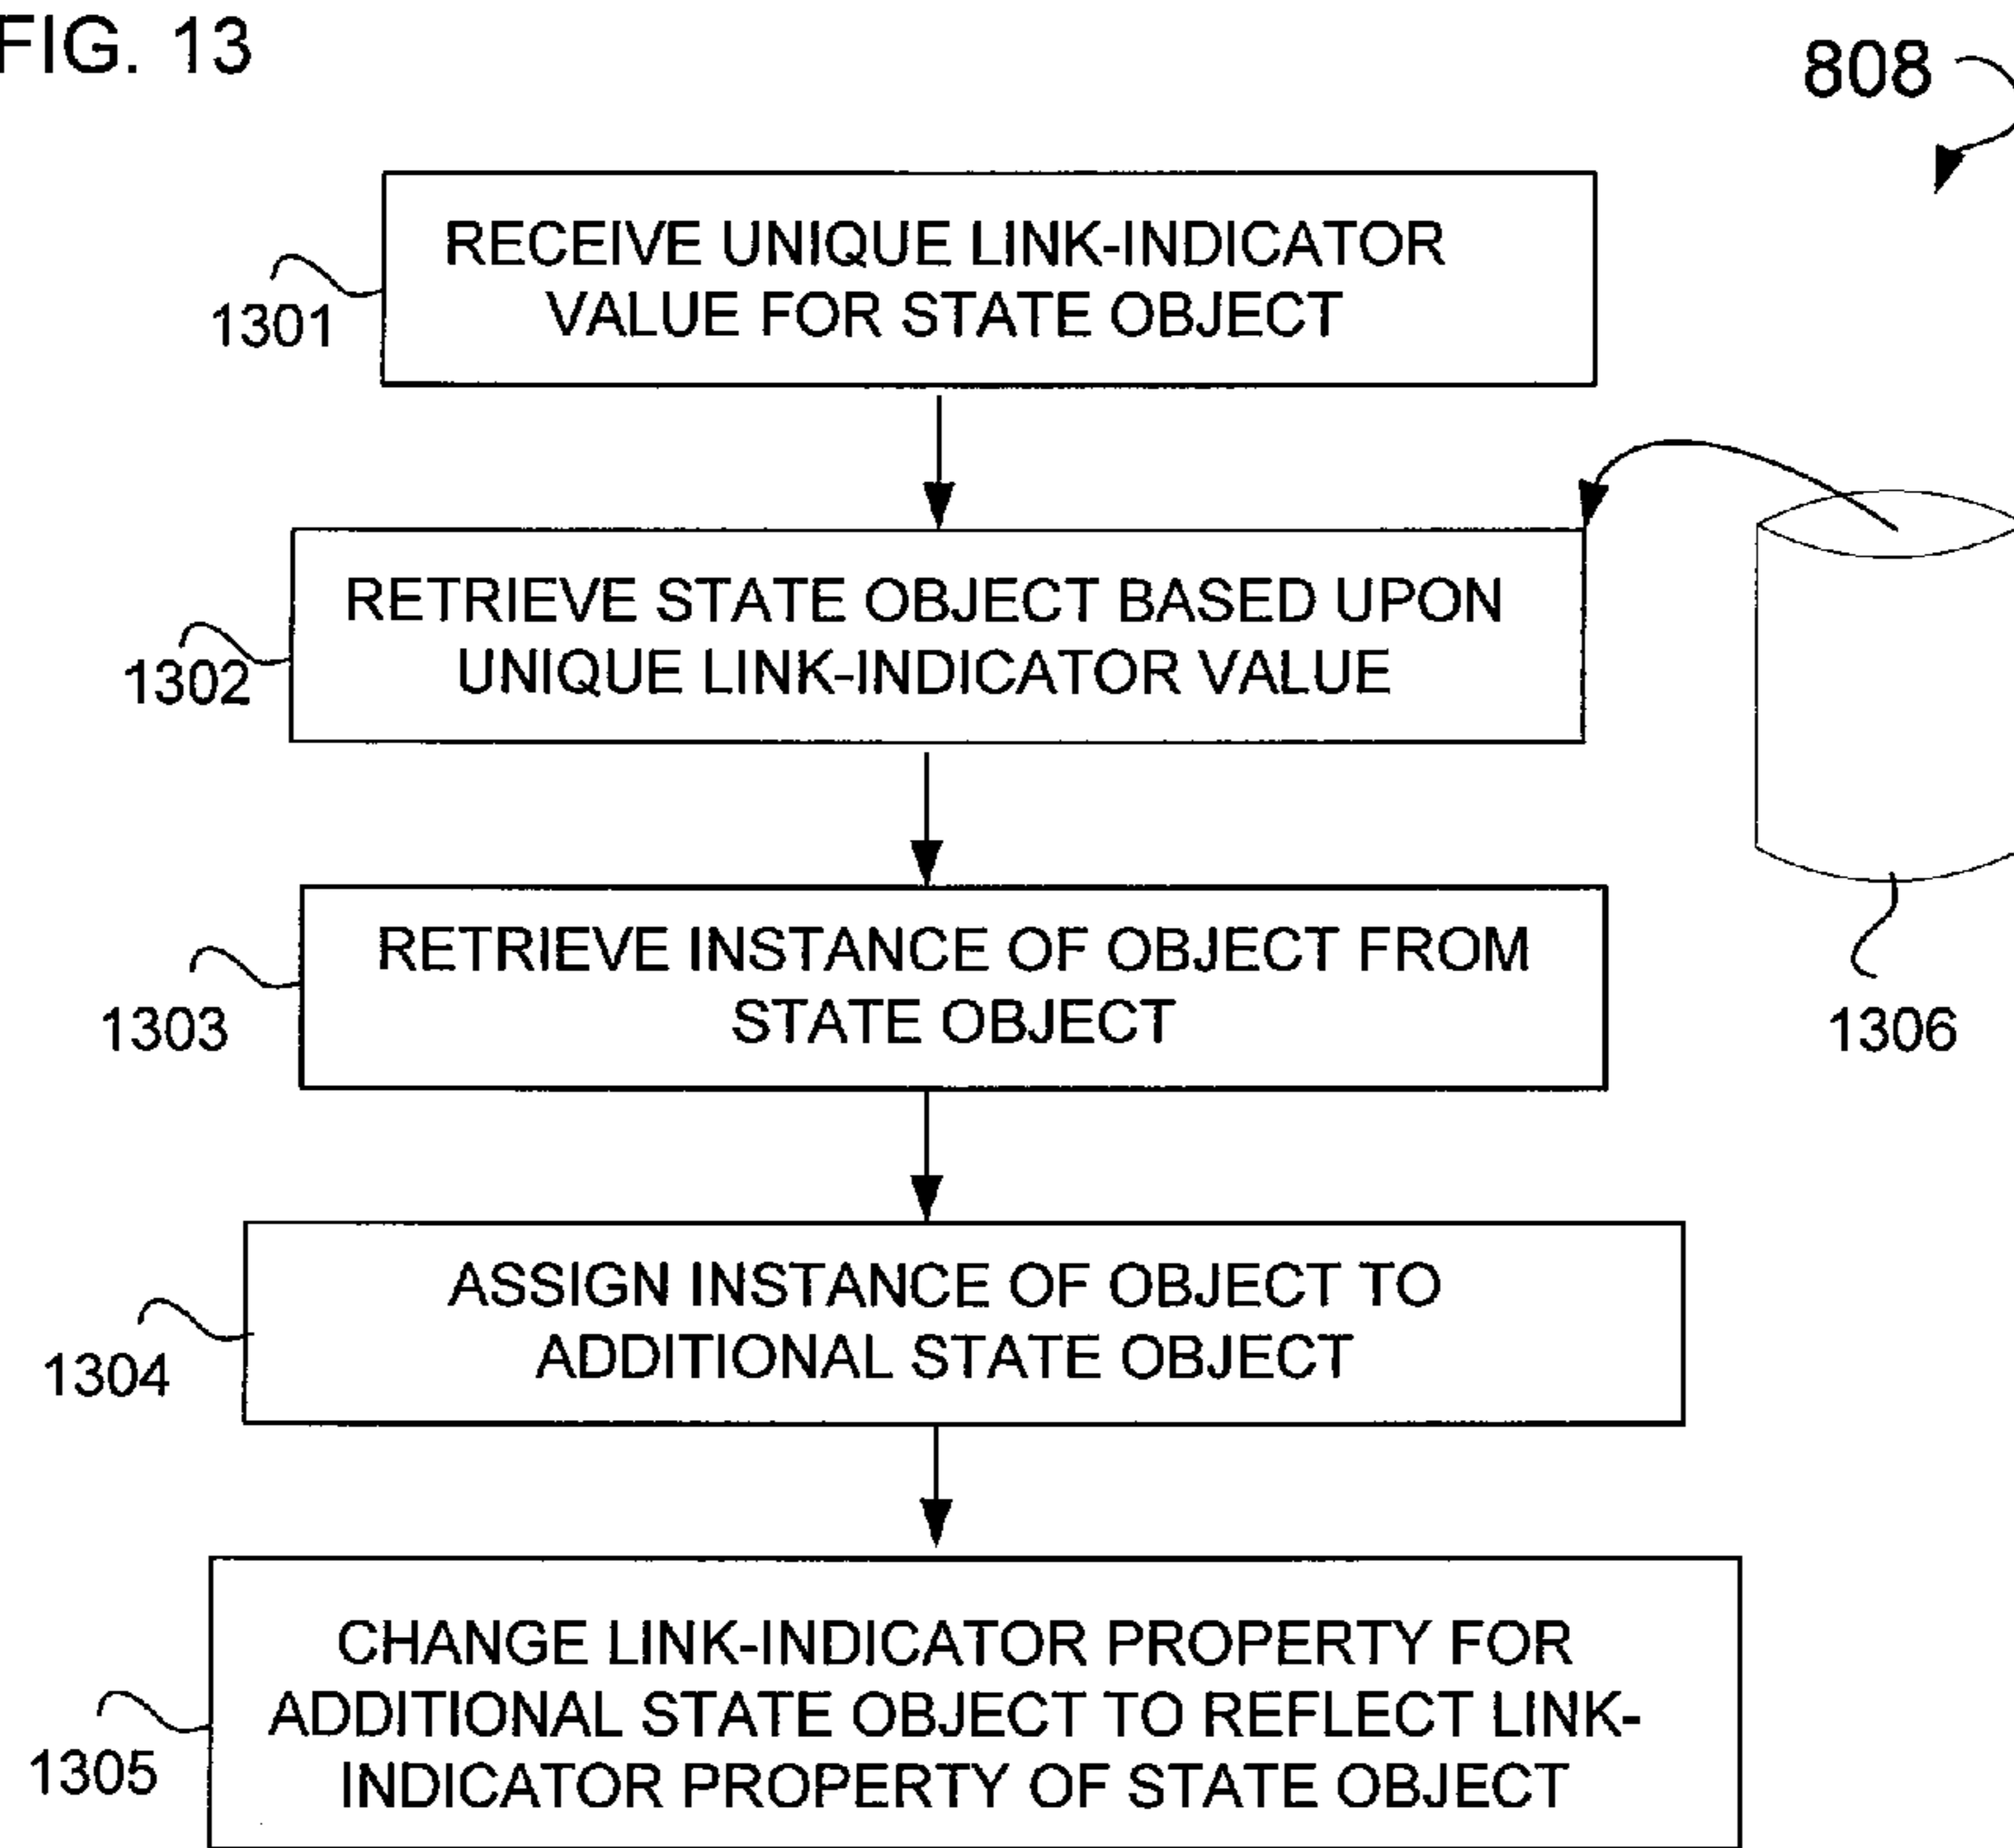 FIG. 13
808
RECEIVE UNIQUE LINK-INDICATOR
VALUE FOR STATE OBJECT
1301
RETRIEVE STATE OBJECT BASED UPON
UNIQUE LINK-INDICATOR VALUE
1302
RETRIEVE INSTANCE OF OBJECT FROM
STATE OBJECT
1303
1306
ASSIGN INSTANCE OF OBJECT TO
ADDITIONAL STATE OBJECT
1304
CHANGE LINK-INDICATOR PROPERTY FOR
ADDITIONAL STATE OBJECT TO REFLECT LINK-
INDICATOR PROPERTY OF STATE OBJECT
1305